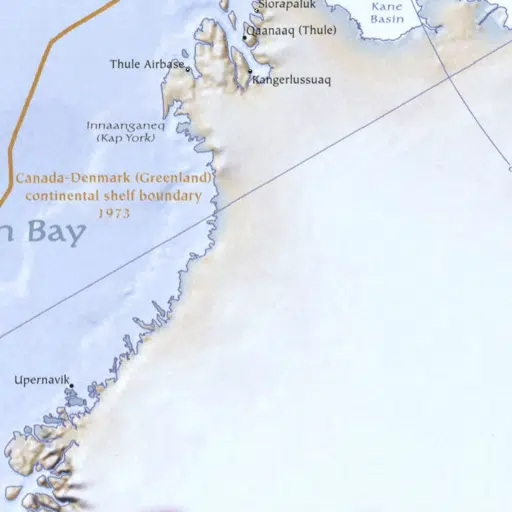 Siorapaluk
Kane
Basin
Qaanaaq (Thule)
Thule Airbase
Kangerlussuaq
Innaanganeq
(Kap York)
Canada-Denmark (Greenland)
continental shelf boundary
1973
n Bay
Upernavik